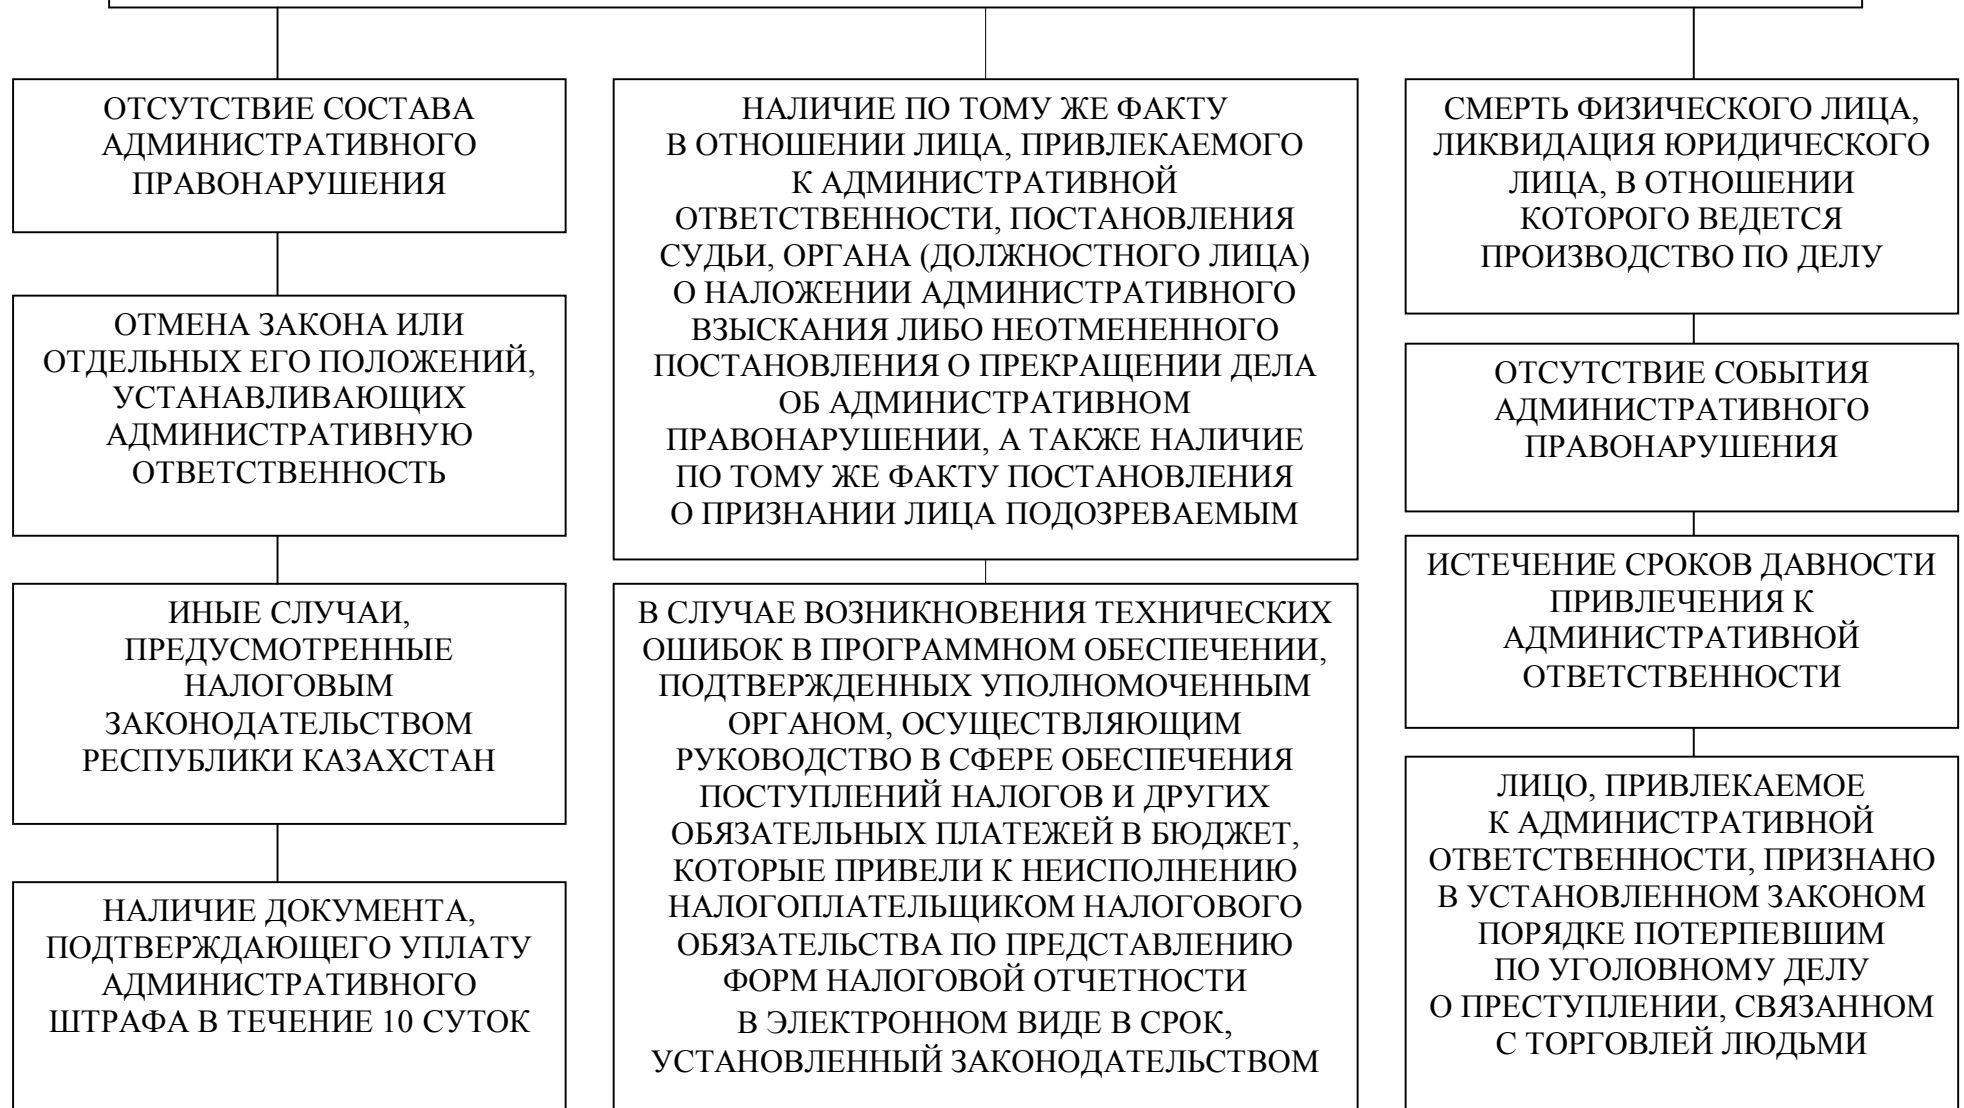 ОТСУТСТВИЕ СОСТАВА
АДМИНИСТРАТИВНОГО
ПРАВОНАРУШЕНИЯ
ОТМЕНА ЗАКОНА ИЛИ
ОТДЕЛЬНЫХ ЕГО ПОЛОЖЕНИЙ,
УСТАНАВЛИВАЮЩИХ
АДМИНИСТРАТИВНУЮ
ОТВЕТСТВЕННОСТЬ
ИНЫЕ СЛУЧАИ,
ПРЕДУСМОТРЕННЫЕ
НАЛОГОВЫМ
ЗАКОНОДАТЕЛЬСТВОМ
РЕСПУБЛИКИ КАЗАХСТАН
НАЛИЧИЕ ДОКУМЕНТА,
ПОДТВЕРЖДАЮЩЕГО УПЛАТУ
АДМИНИСТРАТИВНОГО
ШТРАФА В ТЕЧЕНИЕ 10 СУТОК
НАЛИЧИЕ ПО ТОМУ ЖЕ ФАКТУ
В ОТНОШЕНИИ ЛИЦА, ПРИВЛЕКАЕМОГО
К АДМИНИСТРАТИВНОЙ
ОТВЕТСТВЕННОСТИ, ПОСТАНОВЛЕНИЯ
СУДЬИ, ОРГАНА (ДОЛЖНОСТНОГО ЛИЦА)
О НАЛОЖЕНИИ АДМИНИСТРАТИВНОГО
ВЗЫСКАНИЯ ЛИБО НЕОТМЕНЕННОГО
ПОСТАНОВЛЕНИЯ О ПРЕКРАЩЕНИИ ДЕЛА
ОБ АДМИНИСТРАТИВНОМ
ПРАВОНАРУШЕНИИ, А ТАКЖЕ НАЛИЧИЕ
ПО ТОМУ ЖЕ ФАКТУ ПОСТАНОВЛЕНИЯ
О ПРИЗНАНИИ ЛИЦА ПОДОЗРЕВАЕМЫМ
В СЛУЧАЕ ВОЗНИКНОВЕНИЯ ТЕХНИЧЕСКИХ
ОШИБОК В ПРОГРАММНОМ ОБЕСПЕЧЕНИИ,
ПОДТВЕРЖДЕННЫХ УПОЛНОМОЧЕННЫМ
ОРГАНОМ, ОСУЩЕСТВЛЯЮЩИМ
РУКОВОДСТВО В СФЕРЕ ОБЕСПЕЧЕНИЯ
ПОСТУПЛЕНИЙ НАЛОГОВ И ДРУГИХ
ОБЯЗАТЕЛЬНЫХ ПЛАТЕЖЕЙ В БЮДЖЕТ,
КОТОРЫЕ ПРИВЕЛИ К НЕИСПОЛНЕНИЮ
НАЛОГОПЛАТЕЛЬЩИКОМ НАЛОГОВОГО
ОБЯЗАТЕЛЬСТВА ПО ПРЕДСТАВЛЕНИЮ
ФОРМ НАЛОГОВОЙ ОТЧЕТНОСТИ
В ЭЛЕКТРОННОМ ВИДЕ В СРОК,
УСТАНОВЛЕННЫЙ ЗАКОНОДАТЕЛЬСТВОМ
СМЕРТЬ ФИЗИЧЕСКОГО ЛИЦА,
ЛИКВИДАЦИЯ ЮРИДИЧЕСКОГО
ЛИЦА, В ОТНОШЕНИИ
КОТОРОГО ВЕДЕТСЯ
ПРОИЗВОДСТВО ПО ДЕЛУ
ОТСУТСТВИЕ СОБЫТИЯ
АДМИНИСТРАТИВНОГО
ПРАВОНАРУШЕНИЯ
ИСТЕЧЕНИЕ СРОКОВ ДАВНОСТИ
ПРИВЛЕЧЕНИЯ К
АДМИНИСТРАТИВНОЙ
ОТВЕТСТВЕННОСТИ
ЛИЦО, ПРИВЛЕКАЕМОЕ
К АДМИНИСТРАТИВНОЙ
ОТВЕТСТВЕННОСТИ, ПРИЗНАНО
В УСТАНОВЛЕННОМ ЗАКОНОМ
ПОРЯДКЕ ПОТЕРПЕВШИМ
ПО УГОЛОВНОМУ ДЕЛУ
О ПРЕСТУПЛЕНИИ, СВЯЗАННОМ
С ТОРГОВЛЕЙ ЛЮДЬМИ